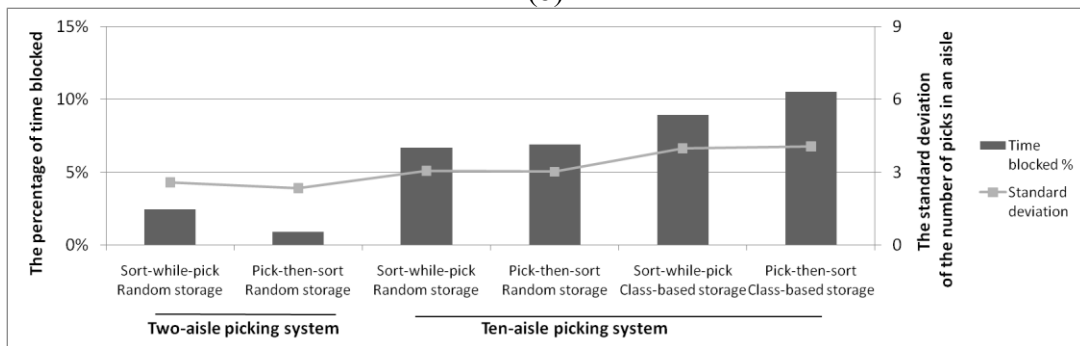 15%
10%
5%
0%
The percentage of time blocked
9
6
3
0
The standard deviation
of the number of picks in an aisle
Time
blocked %
Standard
deviation
Sort-while-pick
Random storage
Pick-then-sort
Random storage
Sort-while-pick
Random storage
Pick-then-sort
Random storage
Sort-while-pick
Class-based storage
Pick-then-sort
Class-based storage
Two-aisle picking system
Ten-aisle picking system